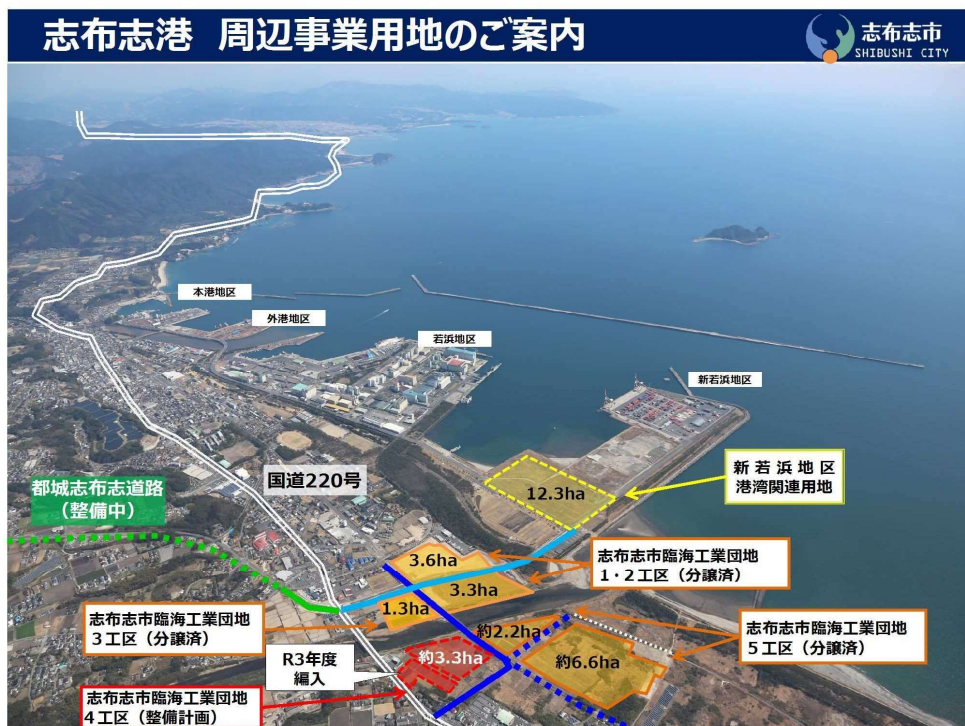 志布志港 周辺事業用地のご案内
志布志市
SHIBUSHI CITY
本港地区
外港地区
若浜地区
新若浜地区
国道220号
都城志布志道路
（整備中）
12.3ha
新若浜地区
港湾関連用地
3.6ha
3.3ha
1.3ha
志布志市臨海工業団地
1・2工区（分譲済）
志布志市臨海工業団地
3工区（分譲済）
約2.2ha
約6.6ha
志布志市臨海工業団地
5工区（分譲済）
R3年度
編入
約3.3ha
志布志市臨海工業団地
4工区（整備計画）